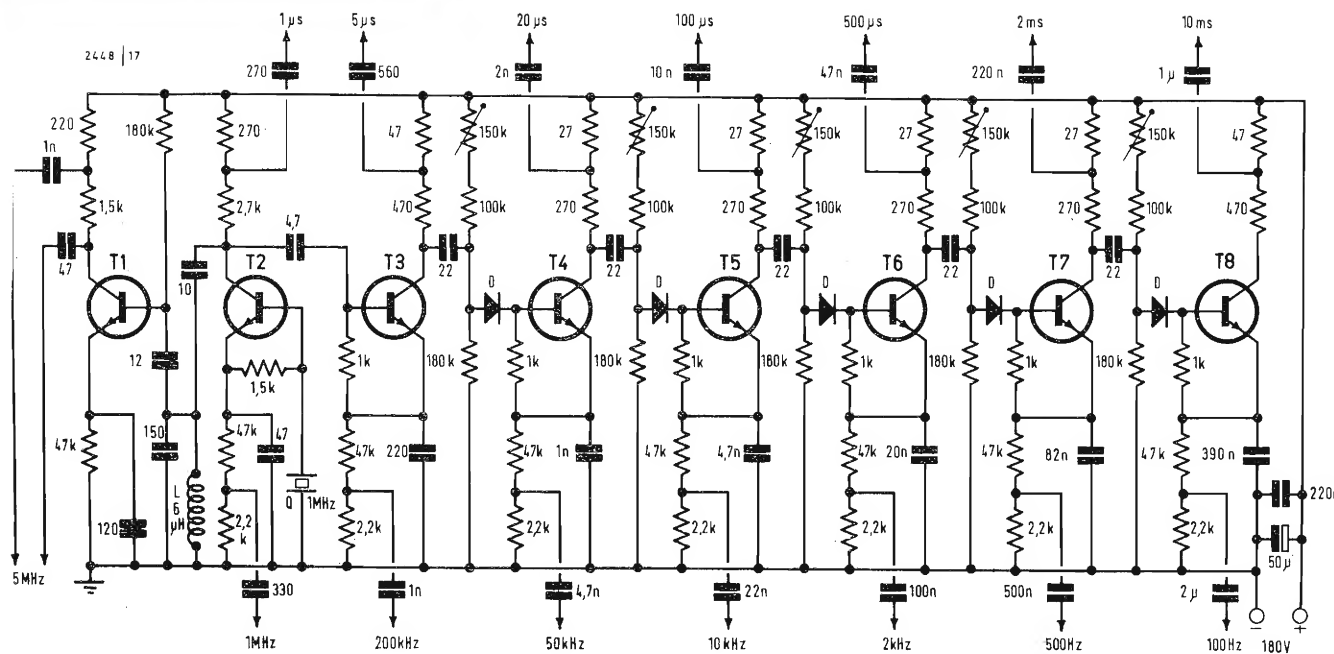 1µs 5µs 20µs 100µs 500µs 2ms 10ms
2448 | 17
270 560 2n 10n 47n 220n 1µ
220 180k 270 47 150k 27 150k 27 150k 27 150k 27 150k 47
1n
1,5k 2,7k 470 100k 270 100k 270 100k 270 100k 270 100k 470
47 10 4,7 22 22 22 22 22
T1 T2 T3 T4 T5 T6 T7 T8
D D D D D
12 1,5k 1k 180k 1k 180k 1k 180k 1k 180k 1k 180k 1k
47k 150 47k 47 47k 220 47k 1n 47k 4,7n 47k 20n 47k 82n 47k 390n
L 6 µH Q 1MHz 220n
120 2,2k 2,2k 2,2k 2,2k 2,2k 2,2k 2,2k
50µ
5MHz 330 1n 4,7n 22n 100n 500n 2µ − +
1MHz 200kHz 50kHz 10kHz 2kHz 500Hz 100Hz 180V